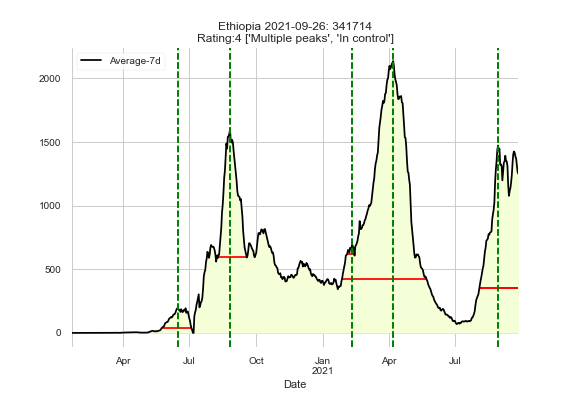 Ethiopia 2021-09-26: 341714
Rating:4 ['Multiple peaks', 'In control']
Average-7d
2000
1500
1000
500
0
Apr
Jul
Oct
Jan
2021
Apr
Jul
Date